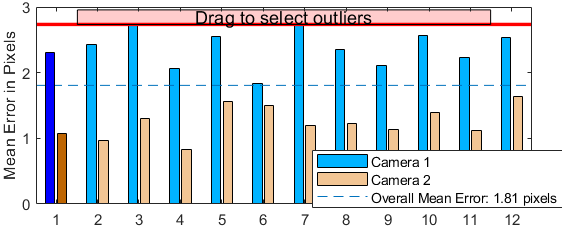 Drag to select outliers
Mean Error in Pixels
3
2
1
0
1 2 3 4 5 6 7 8 9 10 11 12
Camera 1
Camera 2
Overall Mean Error: 1.81 pixels